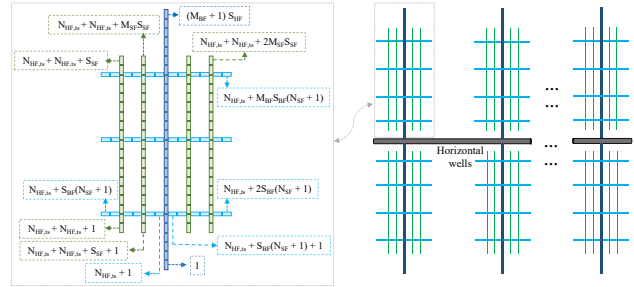 (M_BF + 1) S_HF
N_HF,ts + N_HF,ts + M_SF S_SF
N_HF,ts + N_HF,ts + 2M_SF S_SF
N_HF,ts + N_HF,ts + S_SF
N_HF,ts + M_BF S_BF(N_SF + 1)
N_HF,ts + S_BF(N_SF + 1)
N_HF,ts + 2S_BF(N_SF + 1)
N_HF,ts + N_HF,ts + 1
N_HF,ts + N_HF,ts + S_SF + 1
N_HF,ts + S_BF(N_SF + 1) + 1
N_HF,ts + 1
1
...
...
Horizontal
wells
...
...